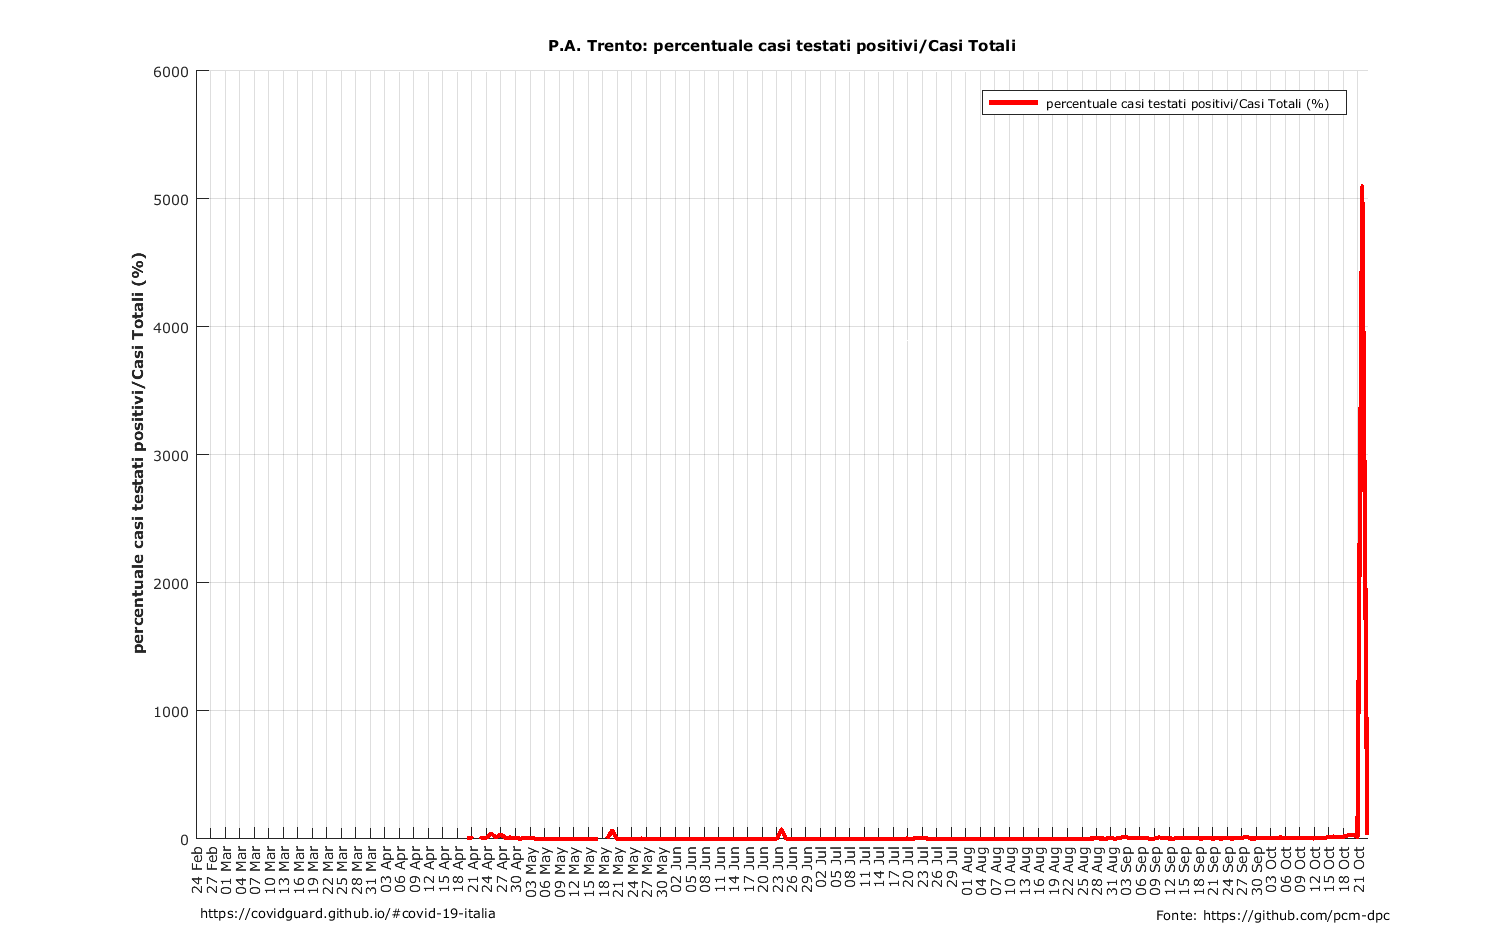 P.A. Trento: percentuale casi testati positivi/Casi Totali
percentuale casi testati positivi/Casi Totali (%)
percentuale casi testati positivi/Casi Totali (%)
6000
5000
4000
3000
2000
1000
0
24 Feb
27 Feb
01 Mar
04 Mar
07 Mar
10 Mar
13 Mar
16 Mar
19 Mar
22 Mar
25 Mar
28 Mar
31 Mar
03 Apr
06 Apr
09 Apr
12 Apr
15 Apr
18 Apr
21 Apr
24 Apr
27 Apr
30 Apr
03 May
06 May
09 May
12 May
15 May
18 May
21 May
24 May
27 May
30 May
02 Jun
05 Jun
08 Jun
11 Jun
14 Jun
17 Jun
20 Jun
23 Jun
26 Jun
29 Jun
02 Jul
05 Jul
08 Jul
11 Jul
14 Jul
17 Jul
20 Jul
23 Jul
26 Jul
29 Jul
01 Aug
04 Aug
07 Aug
10 Aug
13 Aug
16 Aug
19 Aug
22 Aug
25 Aug
28 Aug
31 Aug
03 Sep
06 Sep
09 Sep
12 Sep
15 Sep
18 Sep
21 Sep
24 Sep
27 Sep
30 Sep
03 Oct
06 Oct
09 Oct
12 Oct
15 Oct
18 Oct
21 Oct
https://covidguard.github.io/#covid-19-italia
Fonte: https://github.com/pcm-dpc